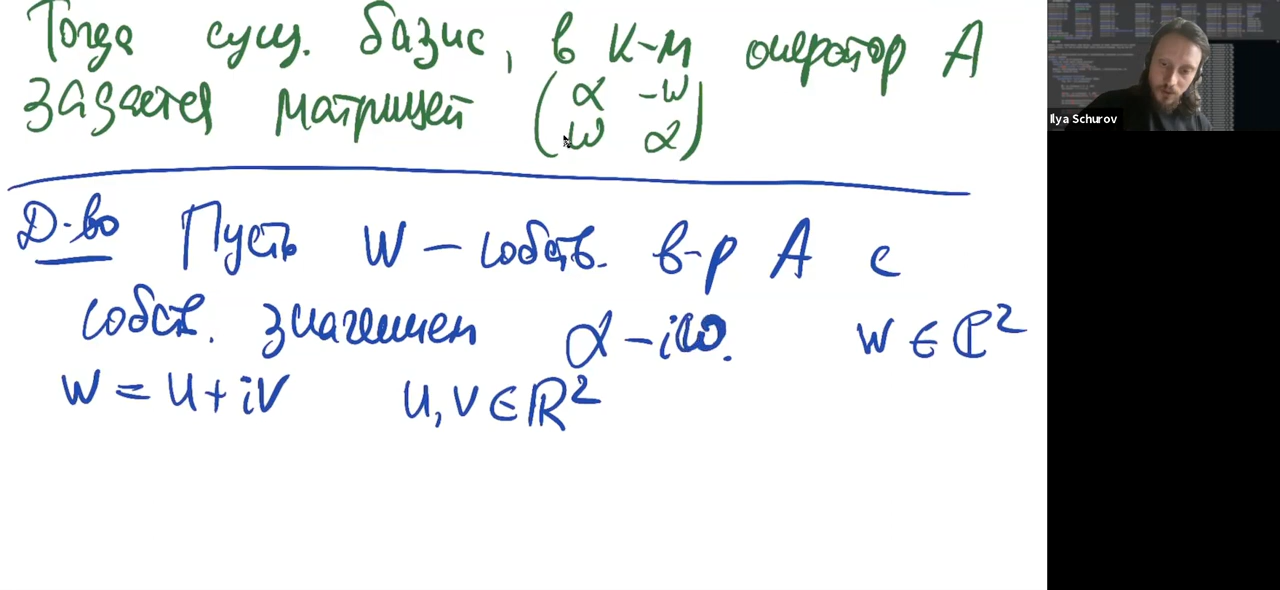 Тогда сущ. базис, в к-м оператор A
задается матрицей (α -ω
ω α)
Ilya Schurov
Д-во Пусть w – собств. в-р A с
собств. значением α – iω. w ∈ ℂ²
w = u + iv u, v ∈ ℝ²